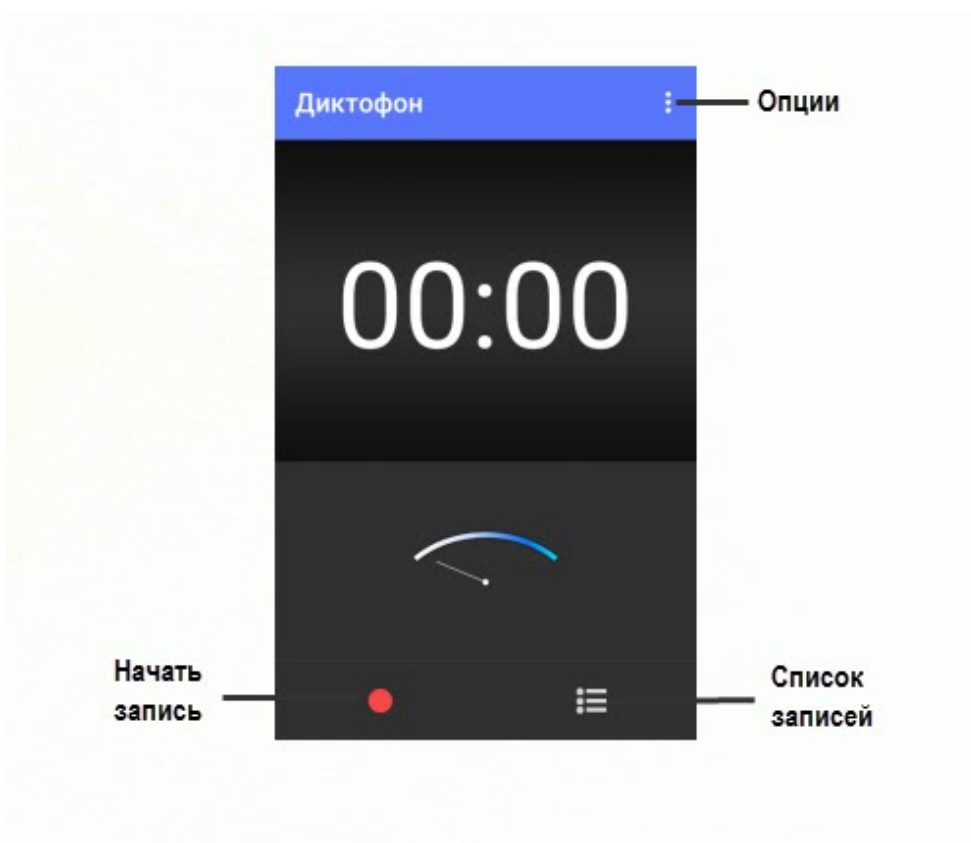 Диктофон
Опции
00:00
Начать
запись
Список
записей